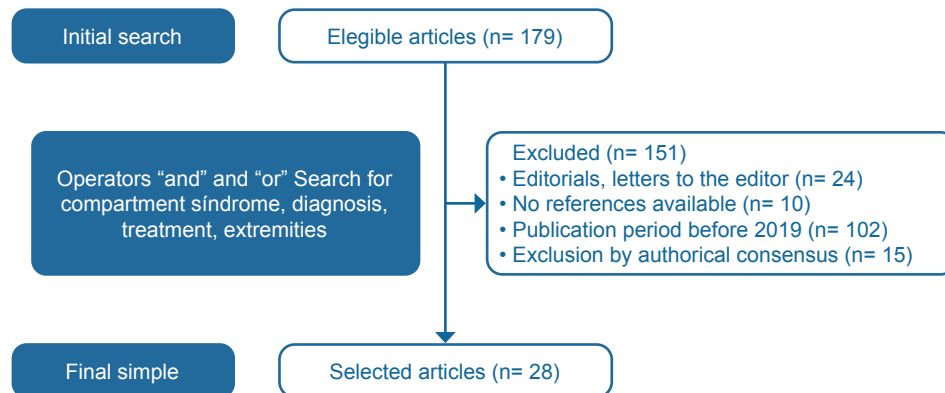 Initial search
Elegible articles (n= 179)
Operators “and” and “or” Search for
compartment síndrome, diagnosis,
treatment, extremities
Excluded (n= 151)
• Editorials, letters to the editor (n= 24)
• No references available (n= 10)
• Publication period before 2019 (n= 102)
• Exclusion by authorical consensus (n= 15)
Final simple
Selected articles (n= 28)